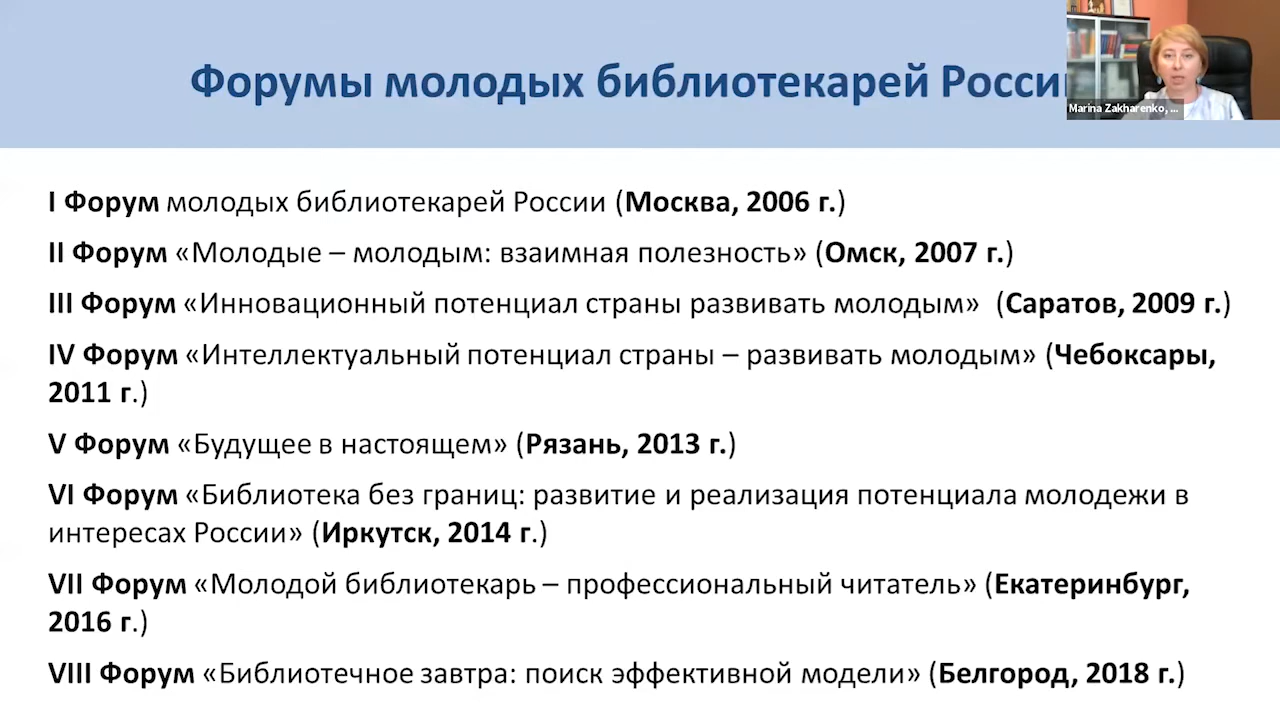 Форумы молодых библиотекарей России
Marina Zakharenko, ...
I Форум молодых библиотекарей России (Москва, 2006 г.)
II Форум «Молодые – молодым: взаимная полезность» (Омск, 2007 г.)
III Форум «Инновационный потенциал страны развивать молодым» (Саратов, 2009 г.)
IV Форум «Интеллектуальный потенциал страны – развивать молодым» (Чебоксары,
2011 г.)
V Форум «Будущее в настоящем» (Рязань, 2013 г.)
VI Форум «Библиотека без границ: развитие и реализация потенциала молодежи в
интересах России» (Иркутск, 2014 г.)
VII Форум «Молодой библиотекарь – профессиональный читатель» (Екатеринбург,
2016 г.)
VIII Форум «Библиотечное завтра: поиск эффективной модели» (Белгород, 2018 г.)